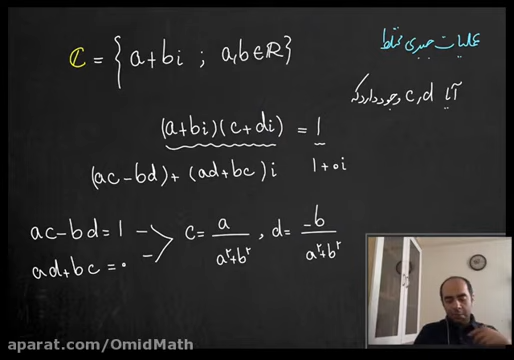 عملیات جبری مختلط
ℂ = { a+bi ; a,b∈ℝ }
آیا c,d وجود دارد که
(a+bi)(c+di) = 1
(ac-bd)+(ad+bc)i 1+0i
ac-bd=1
ad+bc=0
c= a/(a²+b²) , d= -b/(a²+b²)
aparat.com/OmidMath